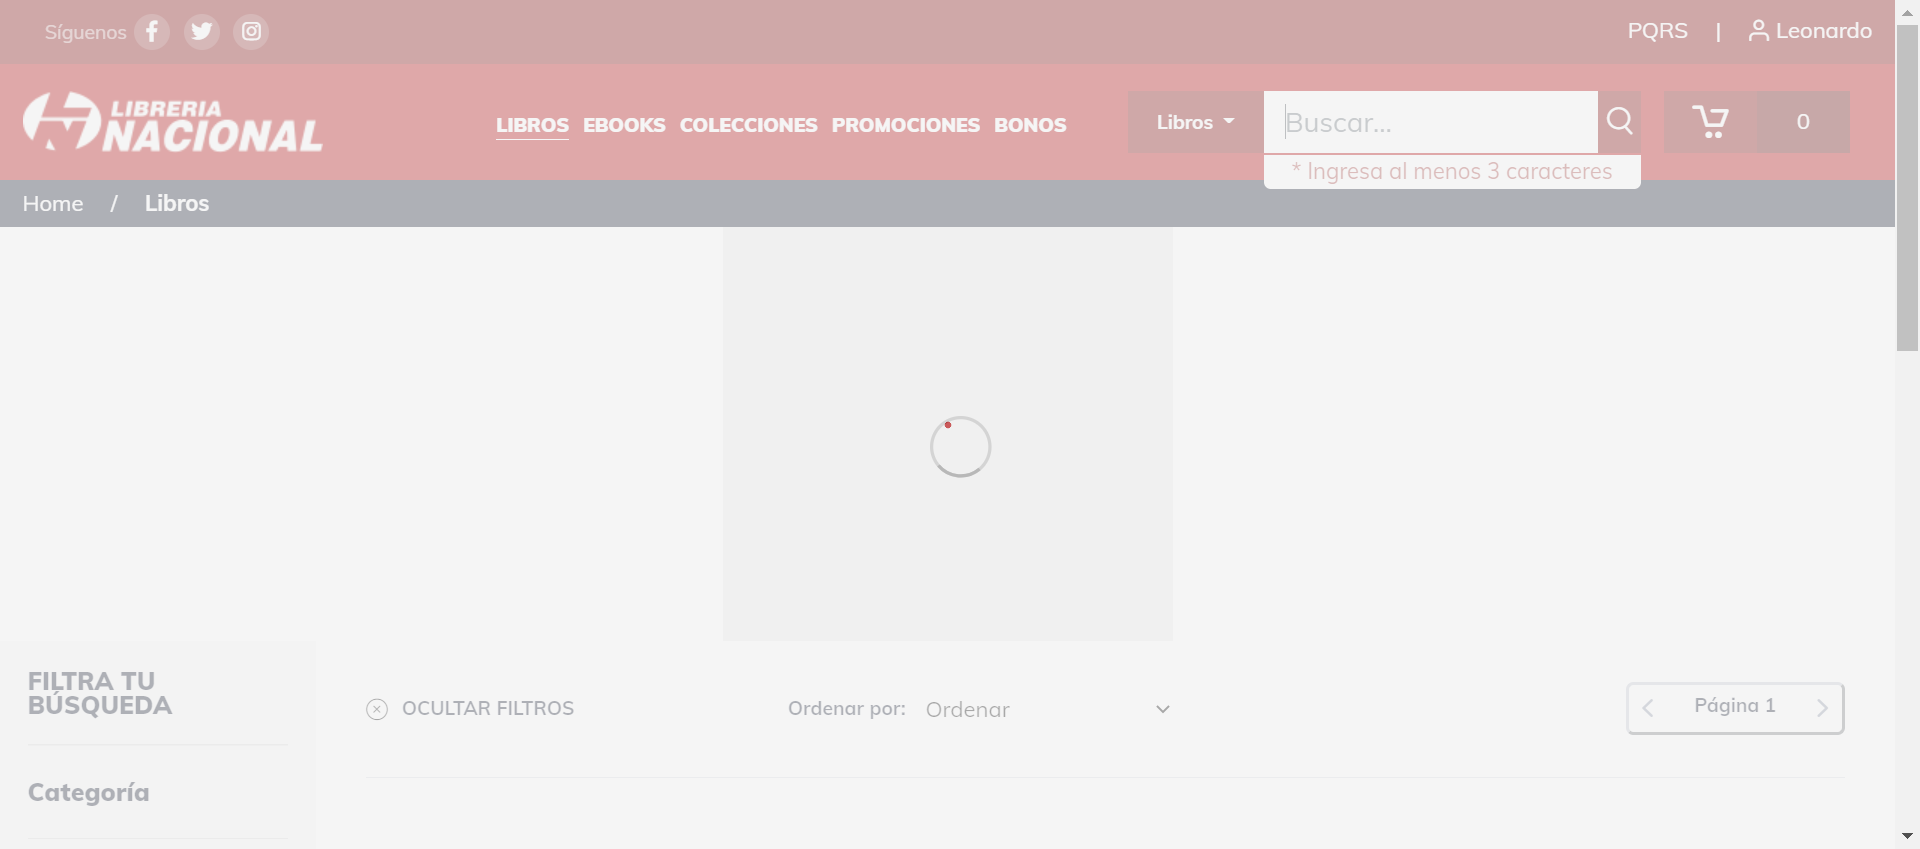 Síguenos
PQRS | Leonardo
LIBRERIA
NACIONAL
LIBROS EBOOKS COLECCIONES PROMOCIONES BONOS
Libros
Buscar...
0
* Ingresa al menos 3 caracteres
Home / Libros
FILTRA TU
BÚSQUEDA
OCULTAR FILTROS
Ordenar por: Ordenar
Página 1
Categoría